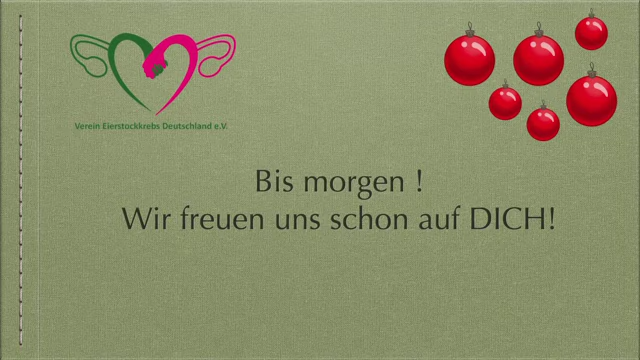 Verein Eierstockkrebs Deutschland e.V.
Bis morgen !
Wir freuen uns schon auf DICH!